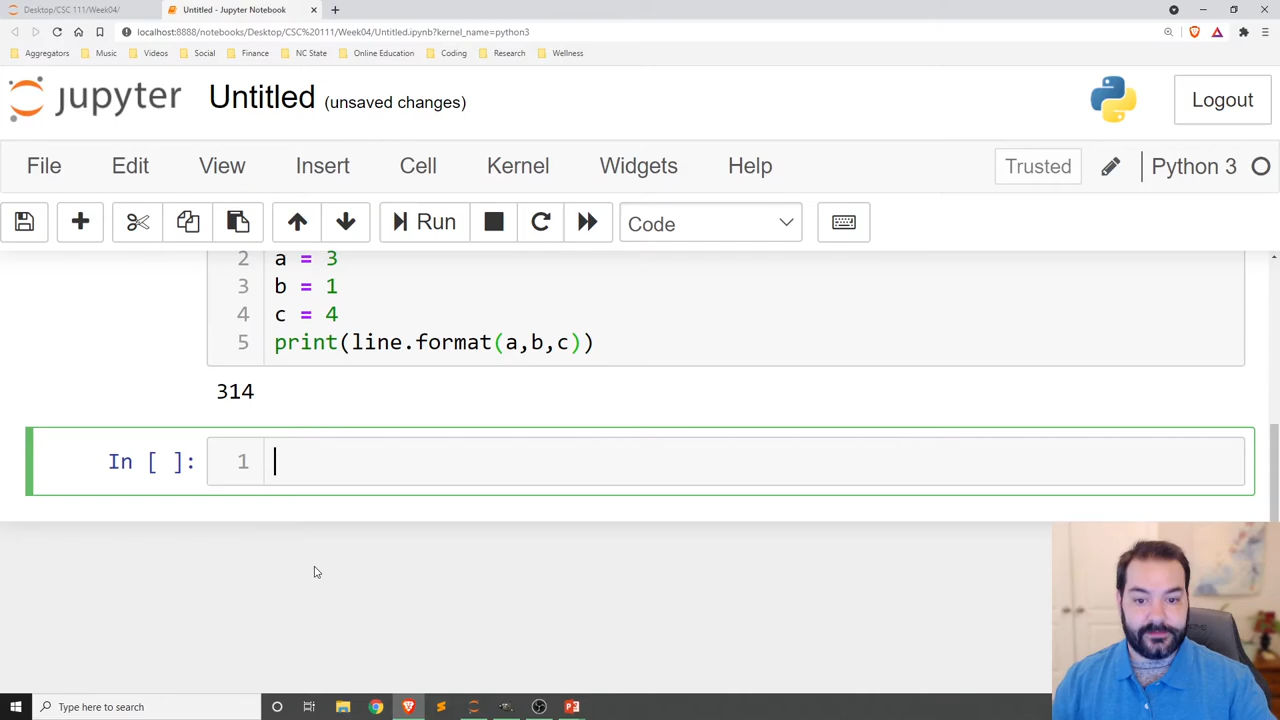 Desktop/CSC 111/Week04/
Untitled - Jupyter Notebook
localhost:8888/notebooks/Desktop/CSC%20111/Week04/Untitled.ipynb?kernel_name=python3
Aggregators Music Videos Social Finance NC State Online Education Coding Research Wellness
jupyter Untitled (unsaved changes) Logout
File Edit View Insert Cell Kernel Widgets Help Trusted Python 3
Run Code
2 a = 3
3 b = 1
4 c = 4
5 print(line.format(a,b,c))
314
In [ ]: 1
Type here to search